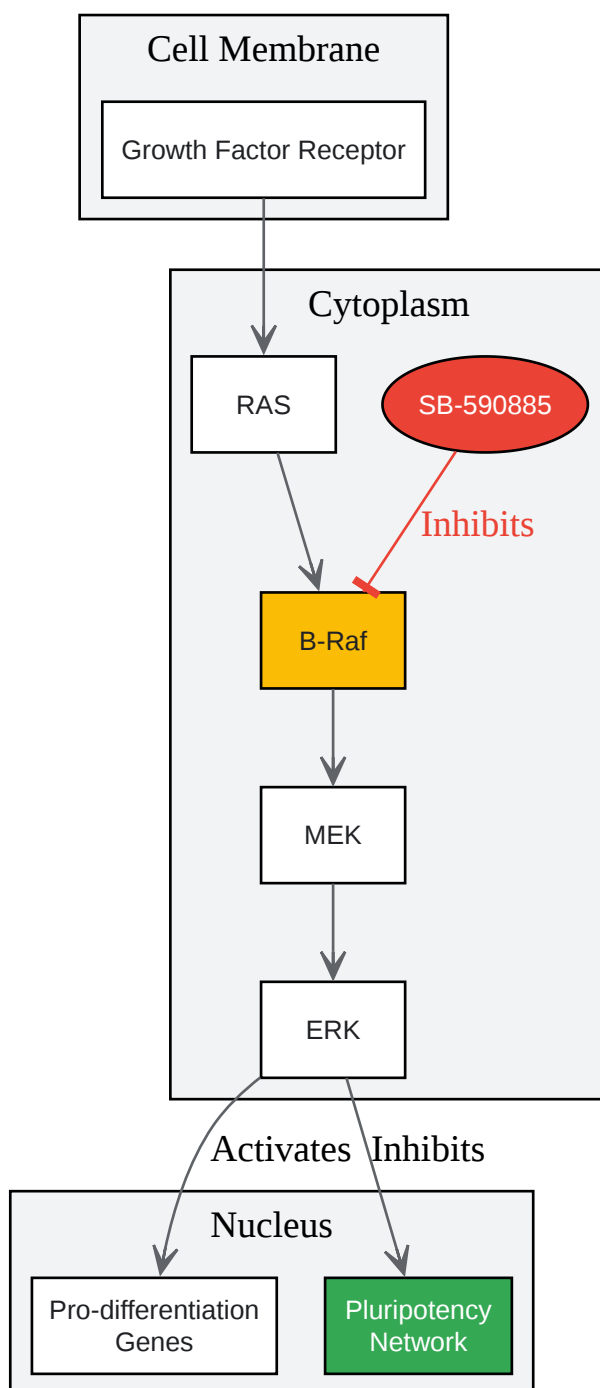 Cell Membrane
Growth Factor Receptor
Cytoplasm
RAS
SB-590885
Inhibits
B-Raf
MEK
ERK
Activates
Inhibits
Nucleus
Pro-differentiation
Genes
Pluripotency
Network